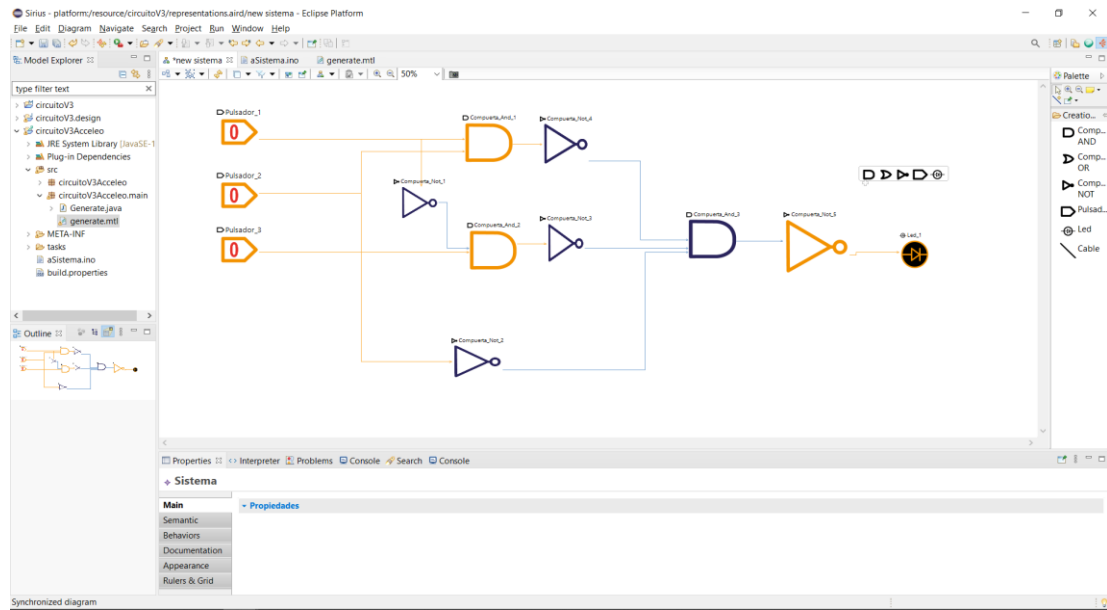 Sirius - platform:/resource/circuitoV3/representations.aird/new sistema - Eclipse Platform
File Edit Diagram Navigate Search Project Run Window Help
Model Explorer
*new sistema
aSistema.ino
generate.mtl
50%
type filter text
circuitoV3
circuitoV3.design
circuitoV3Acceleo
JRE System Library [JavaSE-1
Plug-in Dependencies
src
circuitoV3Acceleo
circuitoV3Acceleo.main
Generate.java
generate.mtl
META-INF
tasks
aSistema.ino
build.properties
Outline
Pulsador_1
0
Pulsador_2
0
Pulsador_3
0
Compuerta_And_1
Compuerta_Not_4
Compuerta_Not_1
Compuerta_And_2
Compuerta_Not_3
Compuerta_And_3
Compuerta_Not_5
Led_1
Compuerta_Not_2
Palette
Creatio...
Comp...
AND
Comp...
OR
Comp...
NOT
Pulsad...
Led
Cable
Properties Interpreter Problems Console Search Console
Sistema
Main
Semantic
Behaviors
Documentation
Appearance
Rulers & Grid
Propiedades
Synchronized diagram